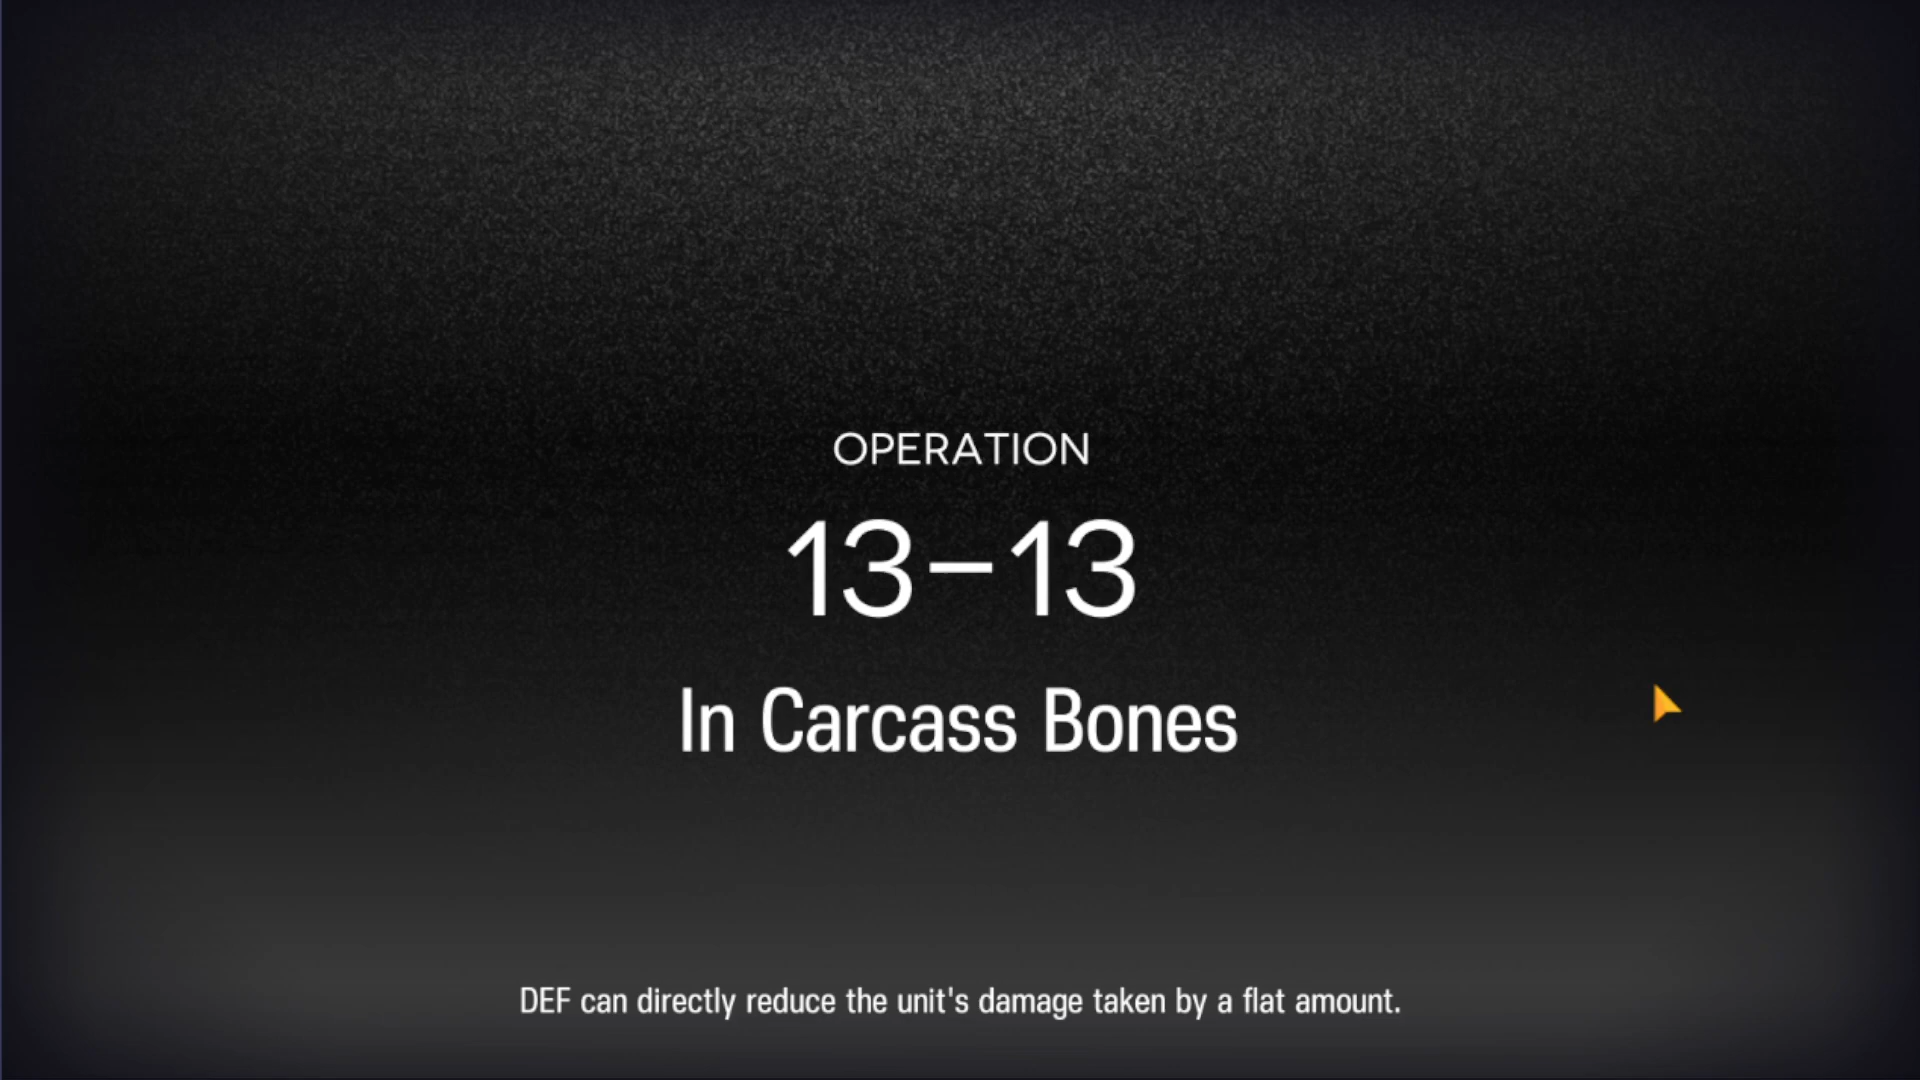 OPERATION
13-13
In Carcass Bones
DEF can directly reduce the unit's damage taken by a flat amount.